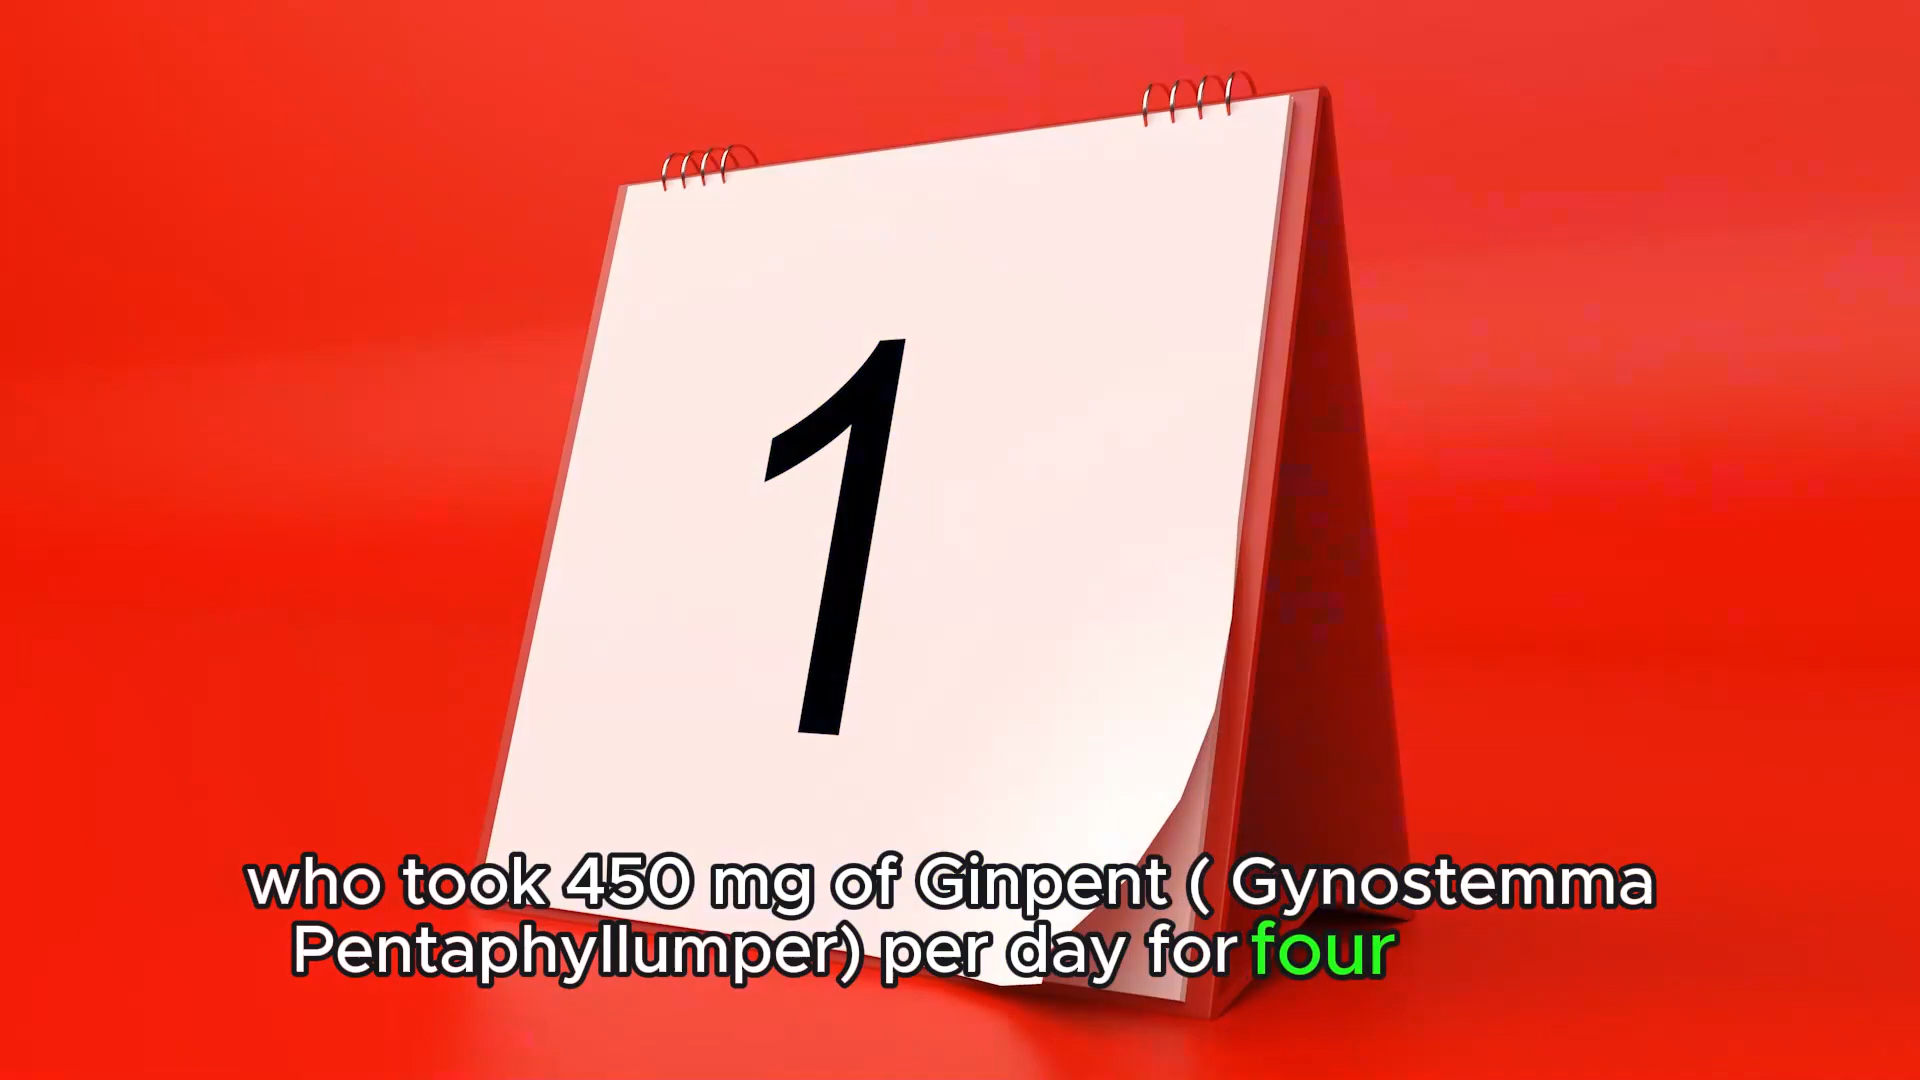 1
who took 450 mg of Ginpent ( Gynostemma
Pentaphyllumper) per day for four